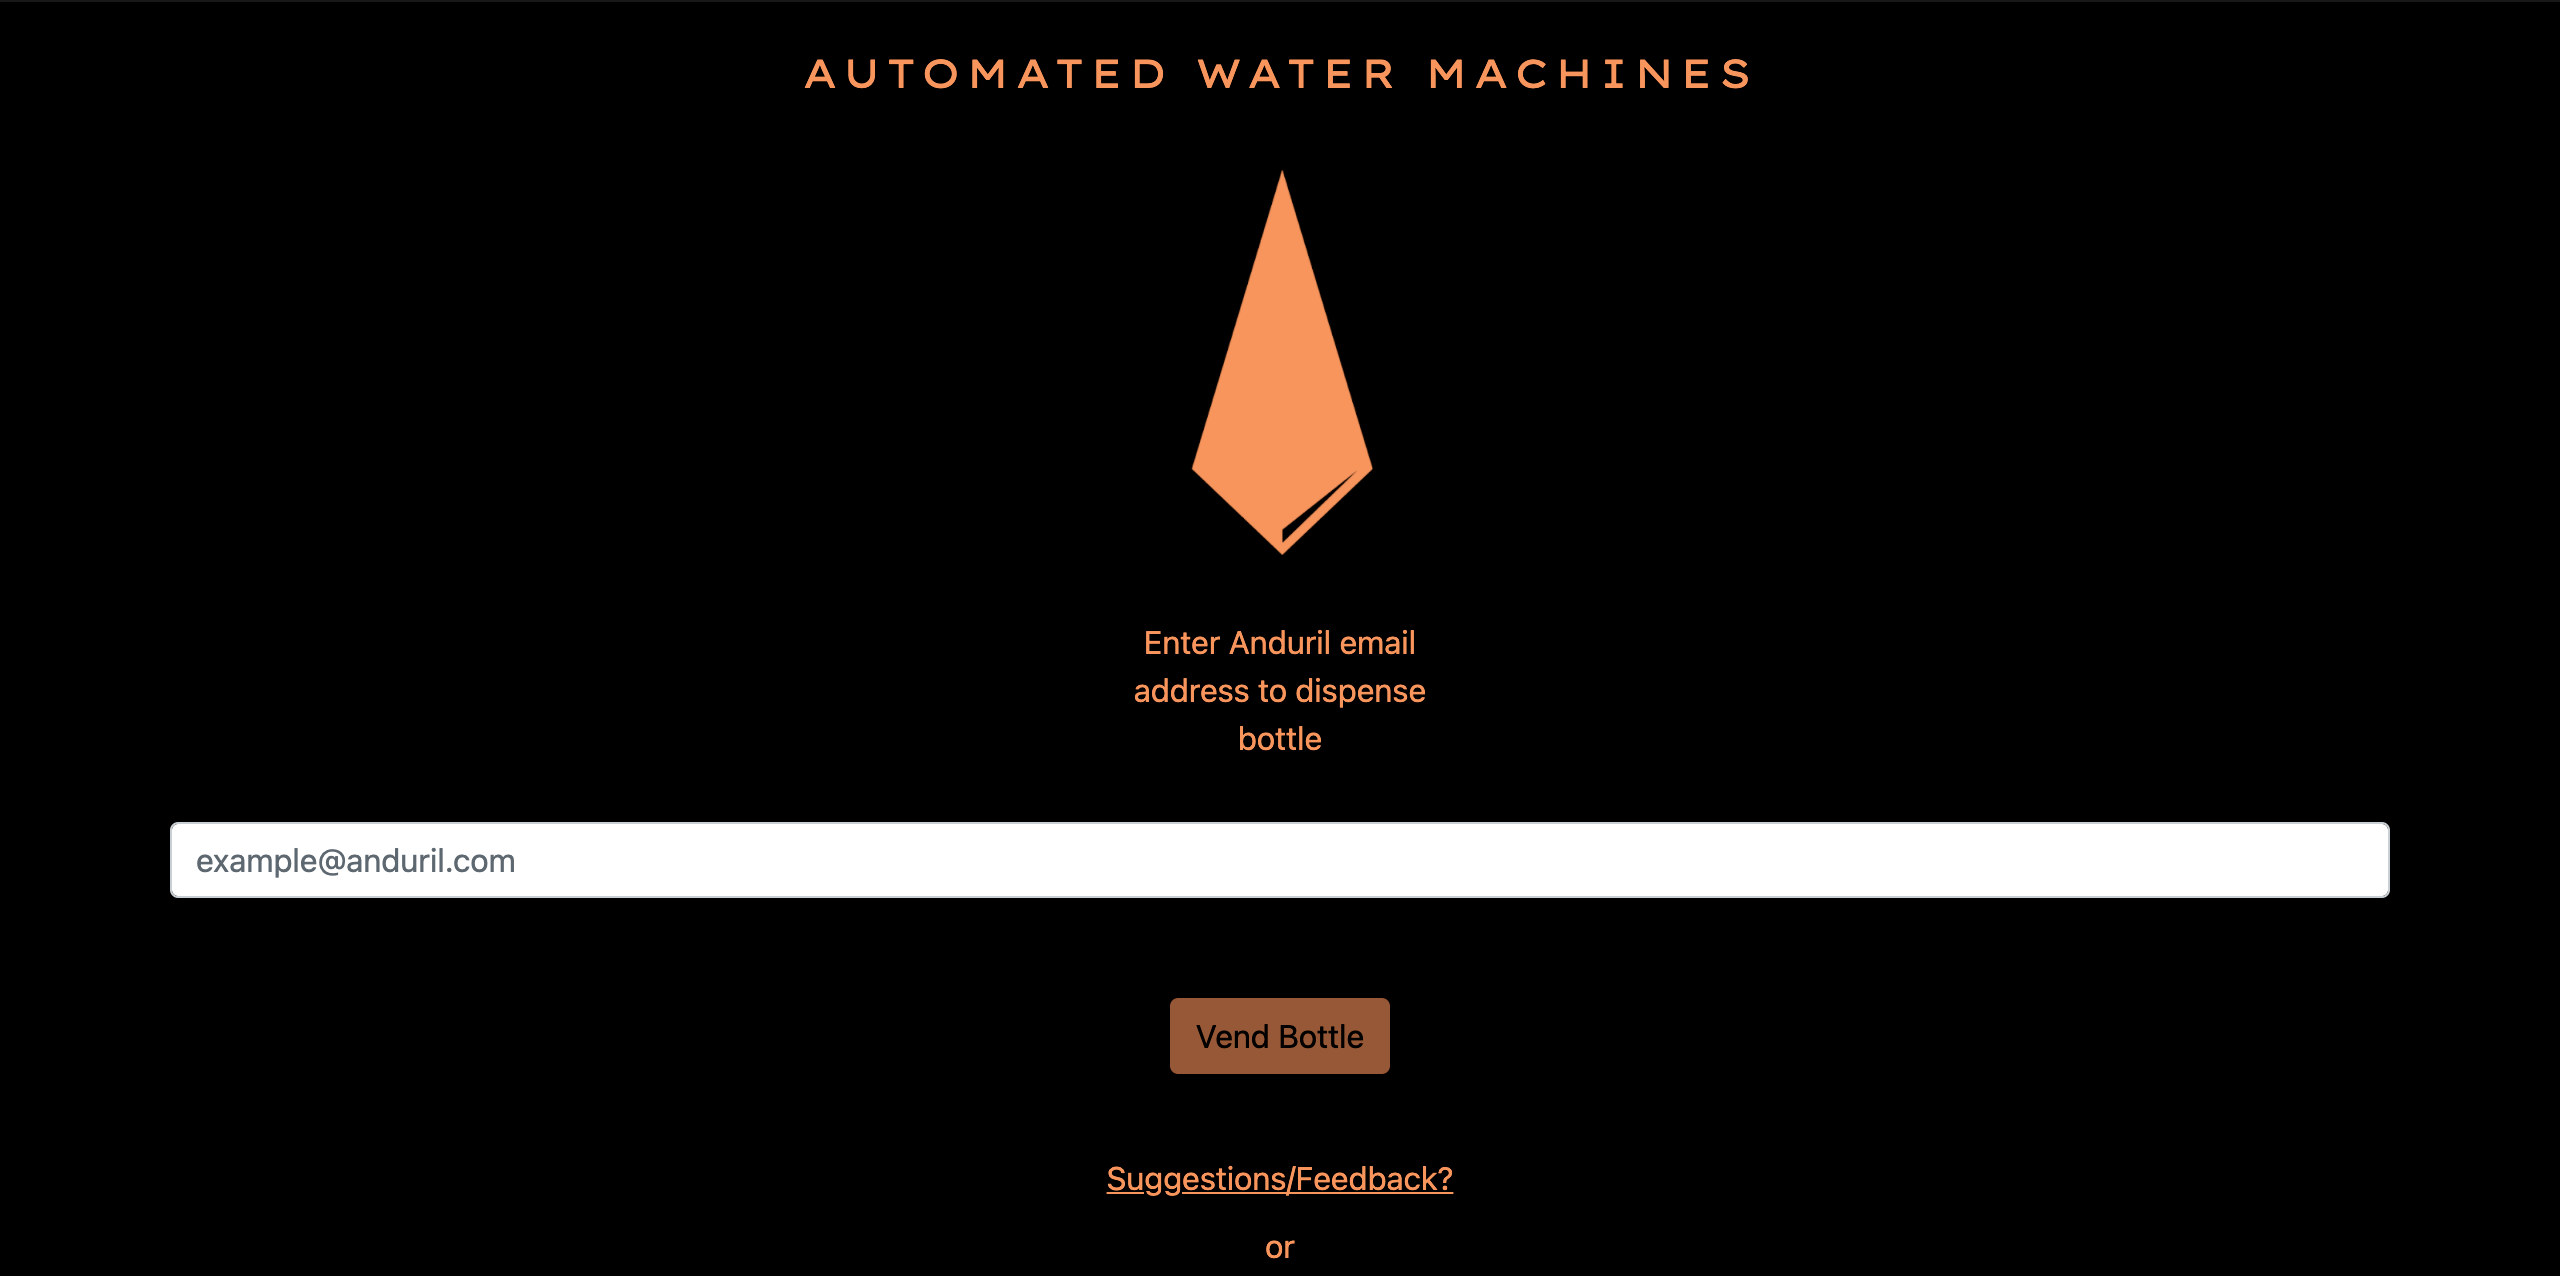 AUTOMATED WATER MACHINES
Enter Anduril email
address to dispense
bottle
example@anduril.com
Vend Bottle
Suggestions/Feedback?
or